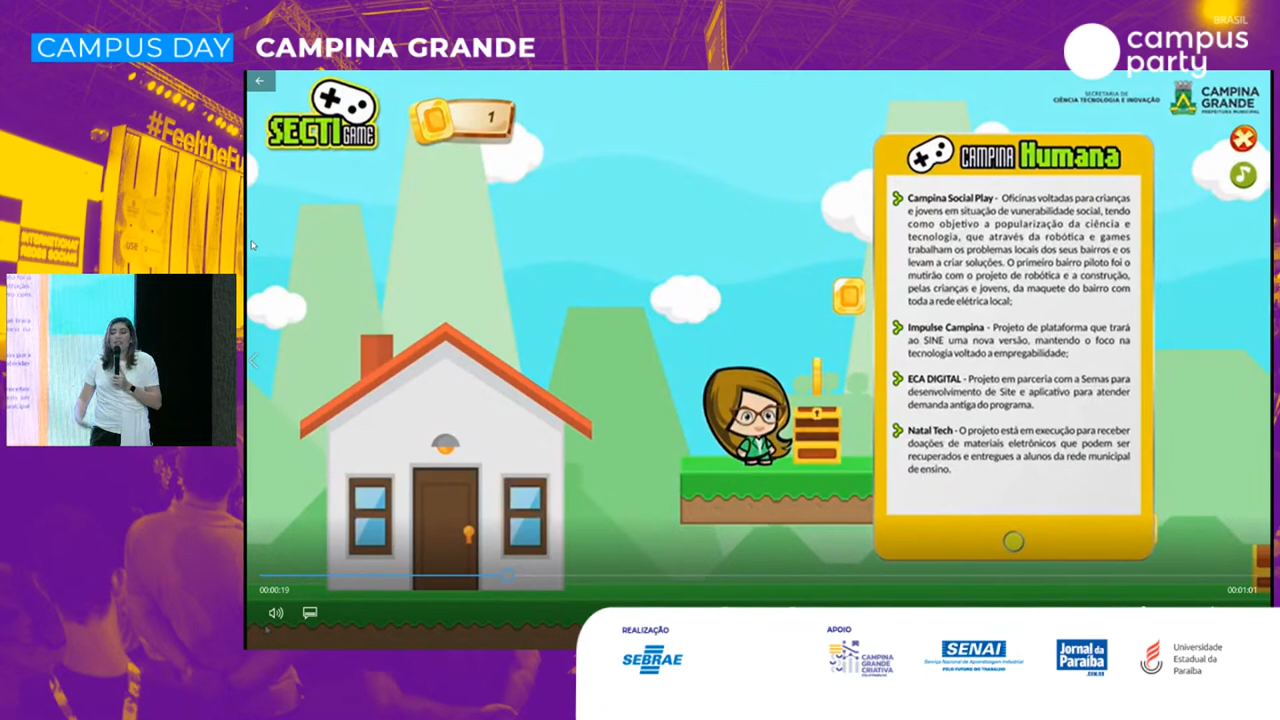 CAMPUS DAY CAMPINA GRANDE
BRASIL
campus
party
#FeeltheFu
SECTI GAME
1
SECRETARIA DE
CIÊNCIA TECNOLOGIA E INOVAÇÃO
CAMPINA
GRANDE
PREFEITURA MUNICIPAL
CAMPINA Humana
Campina Social Play - Oficinas voltadas para crianças
e jovens em situação de vunerabilidade social, tendo
como objetivo a popularização da ciência e
tecnologia, que através da robótica e games
trabalham os problemas locais dos seus bairros e os
levam a criar soluções. O primeiro bairro piloto foi o
mutirão com o projeto de robótica e a construção,
pelas crianças e jovens, da maquete do bairro com
toda a rede elétrica local;
Impulse Campina - Projeto de plataforma que trará
ao SINE uma nova versão, mantendo o foco na
tecnologia voltado a empregabilidade;
ECA DIGITAL - Projeto em parceria com a Semas para
desenvolvimento de Site e aplicativo para atender
demanda antiga do programa.
Natal Tech - O projeto está em execução para receber
doações de materiais eletrônicos que podem ser
recuperados e entregues a alunos da rede municipal
de ensino.
00:00:19
00:01:01
REALIZAÇÃO
SEBRAE
APOIO
CAMPINA
GRANDE
CRIATIVA
SENAI
Serviço Nacional de Aprendizagem Industrial
PELO FUTURO DO TRABALHO
Jornal da
Paraíba
.COM.BR
Universidade
Estadual da
Paraíba